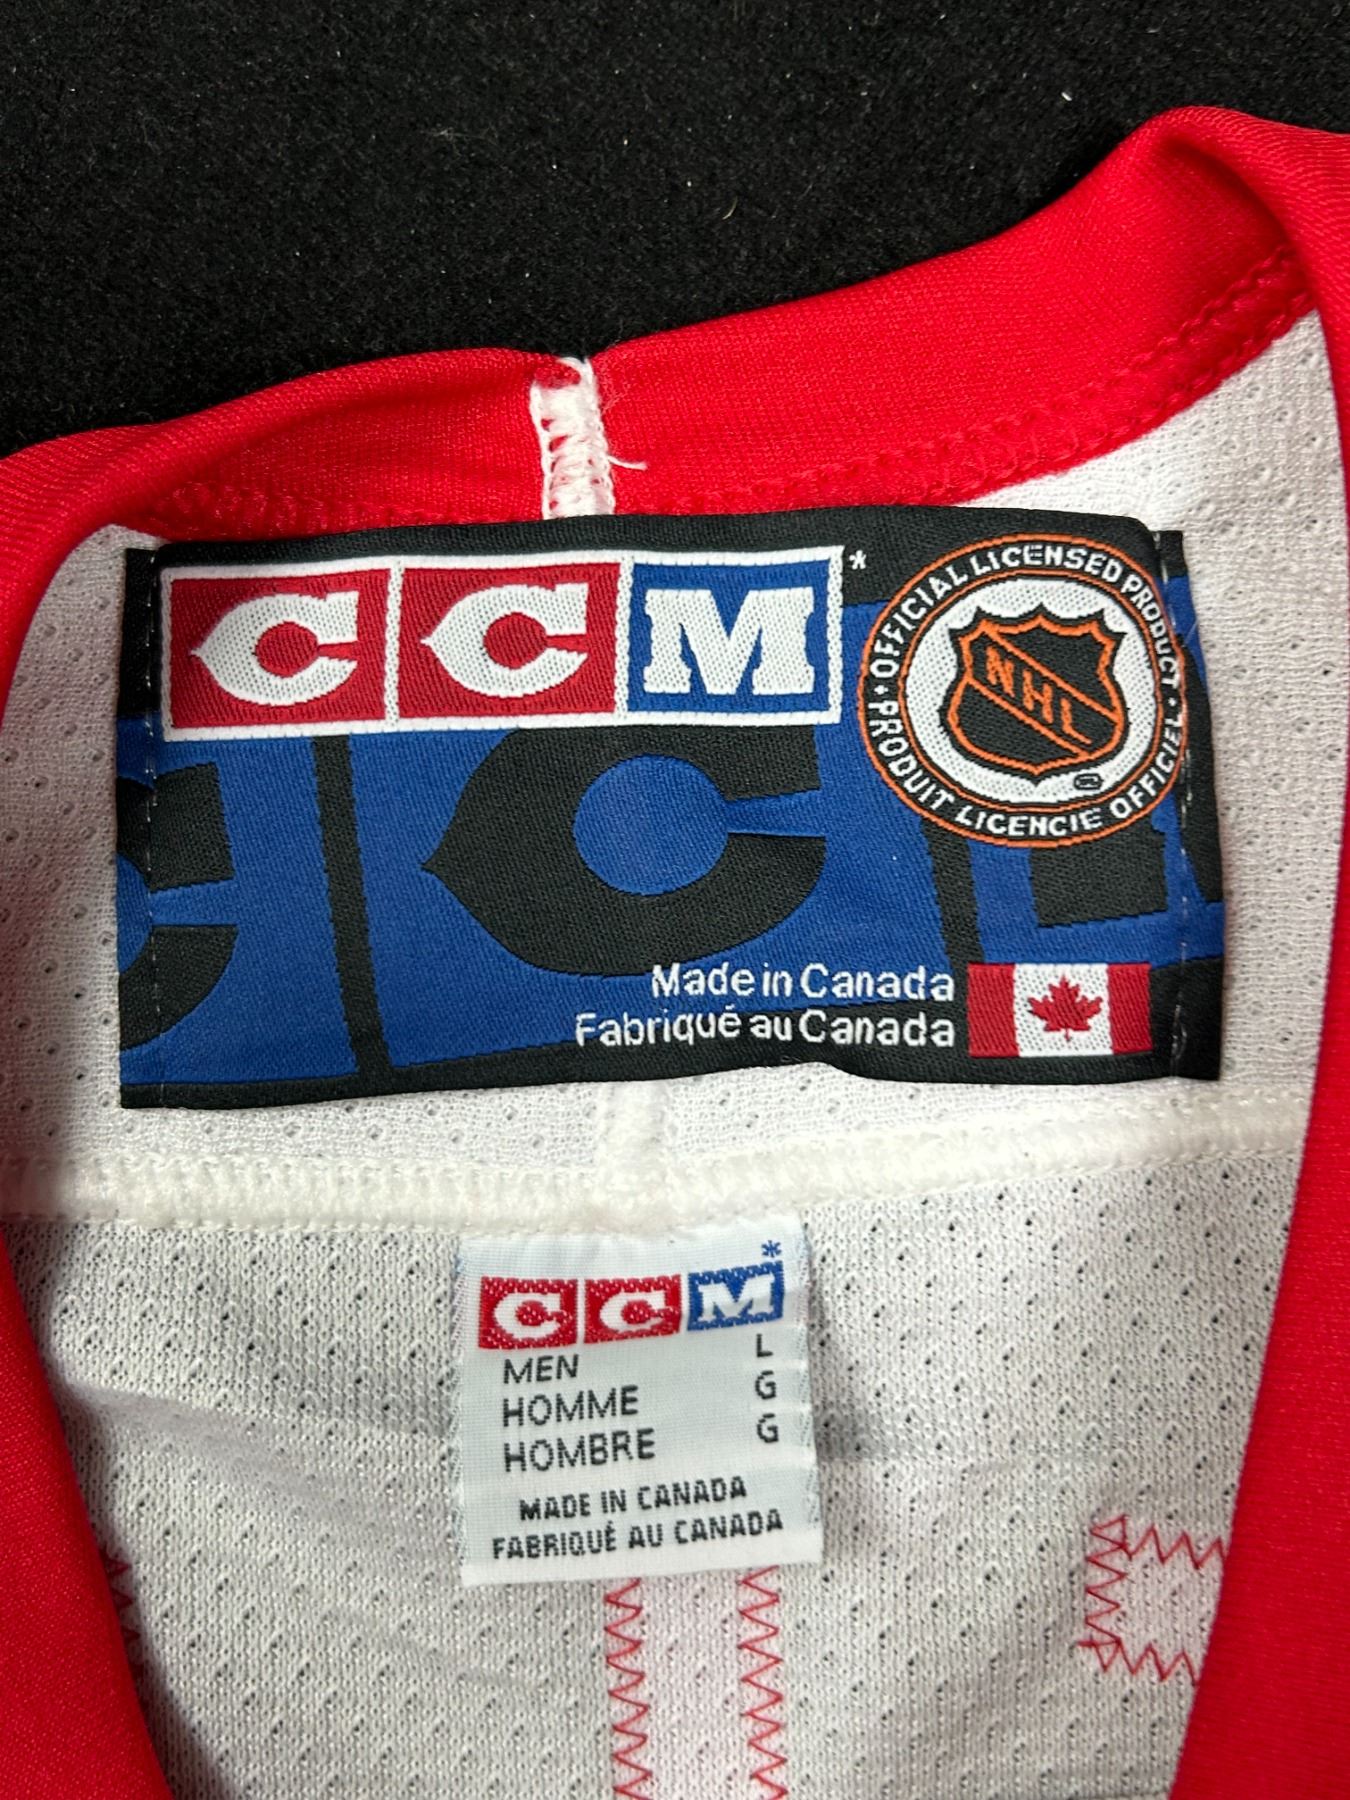 CCM*
OFFICIAL LICENSED PRODUCT • PRODUIT LICENCIE OFFICIEL •
NHL
®
Made in Canada
Fabriqué au Canada
CCM*
MEN L
HOMME G
HOMBRE G
MADE IN CANADA
FABRIQUÉ AU CANADA